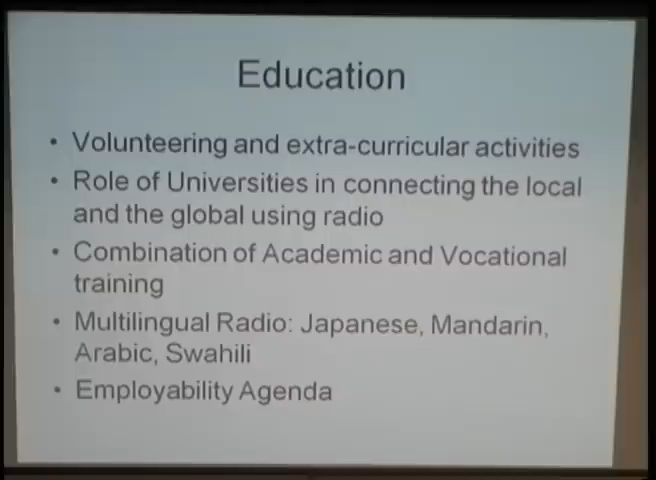 Education
• Volunteering and extra-curricular activities
• Role of Universities in connecting the local
and the global using radio
• Combination of Academic and Vocational
training
• Multilingual Radio: Japanese, Mandarin,
Arabic, Swahili
• Employability Agenda